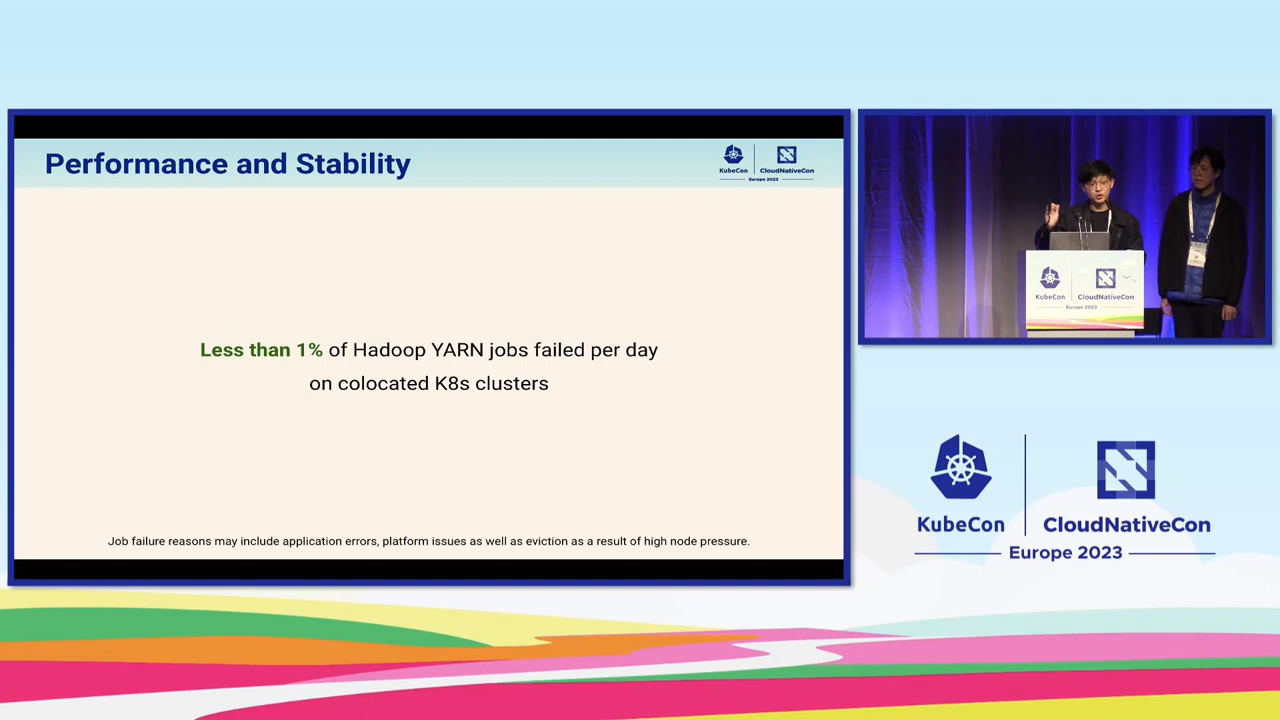 Performance and Stability
KubeCon
CloudNativeCon
Europe 2023
Less than 1% of Hadoop YARN jobs failed per day
on colocated K8s clusters
Job failure reasons may include application errors, platform issues as well as eviction as a result of high node pressure.
KubeCon
CloudNativeCon
Europe 2023
KubeCon
CloudNativeCon
Europe 2023